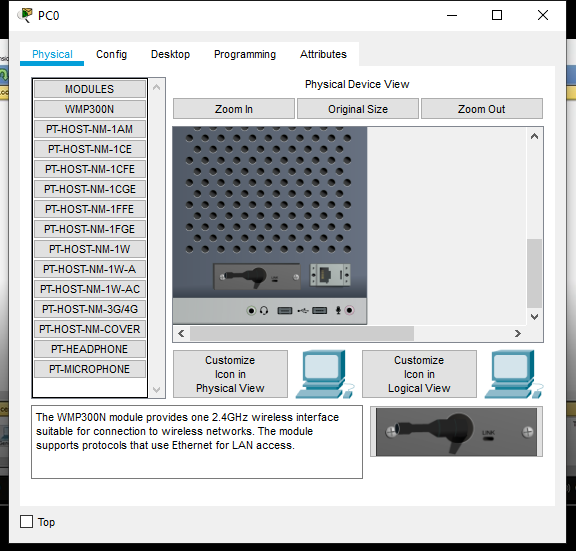 PC0
Physical
Config
Desktop
Programming
Attributes
MODULES
WMP300N
PT-HOST-NM-1AM
PT-HOST-NM-1CE
PT-HOST-NM-1CFE
PT-HOST-NM-1CGE
PT-HOST-NM-1FFE
PT-HOST-NM-1FGE
PT-HOST-NM-1W
PT-HOST-NM-1W-A
PT-HOST-NM-1W-AC
PT-HOST-NM-3G/4G
PT-HOST-NM-COVER
PT-HEADPHONE
PT-MICROPHONE
Physical Device View
Zoom In
Original Size
Zoom Out
Customize
Icon in
Physical View
Customize
Icon in
Logical View
The WMP300N module provides one 2.4GHz wireless interface
suitable for connection to wireless networks. The module
supports protocols that use Ethernet for LAN access.
LINK
Top